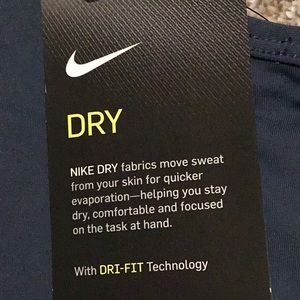 DRY
NIKE DRY fabrics move sweat
from your skin for quicker
evaporation—helping you stay
dry, comfortable and focused
on the task at hand.
With DRI-FIT Technology